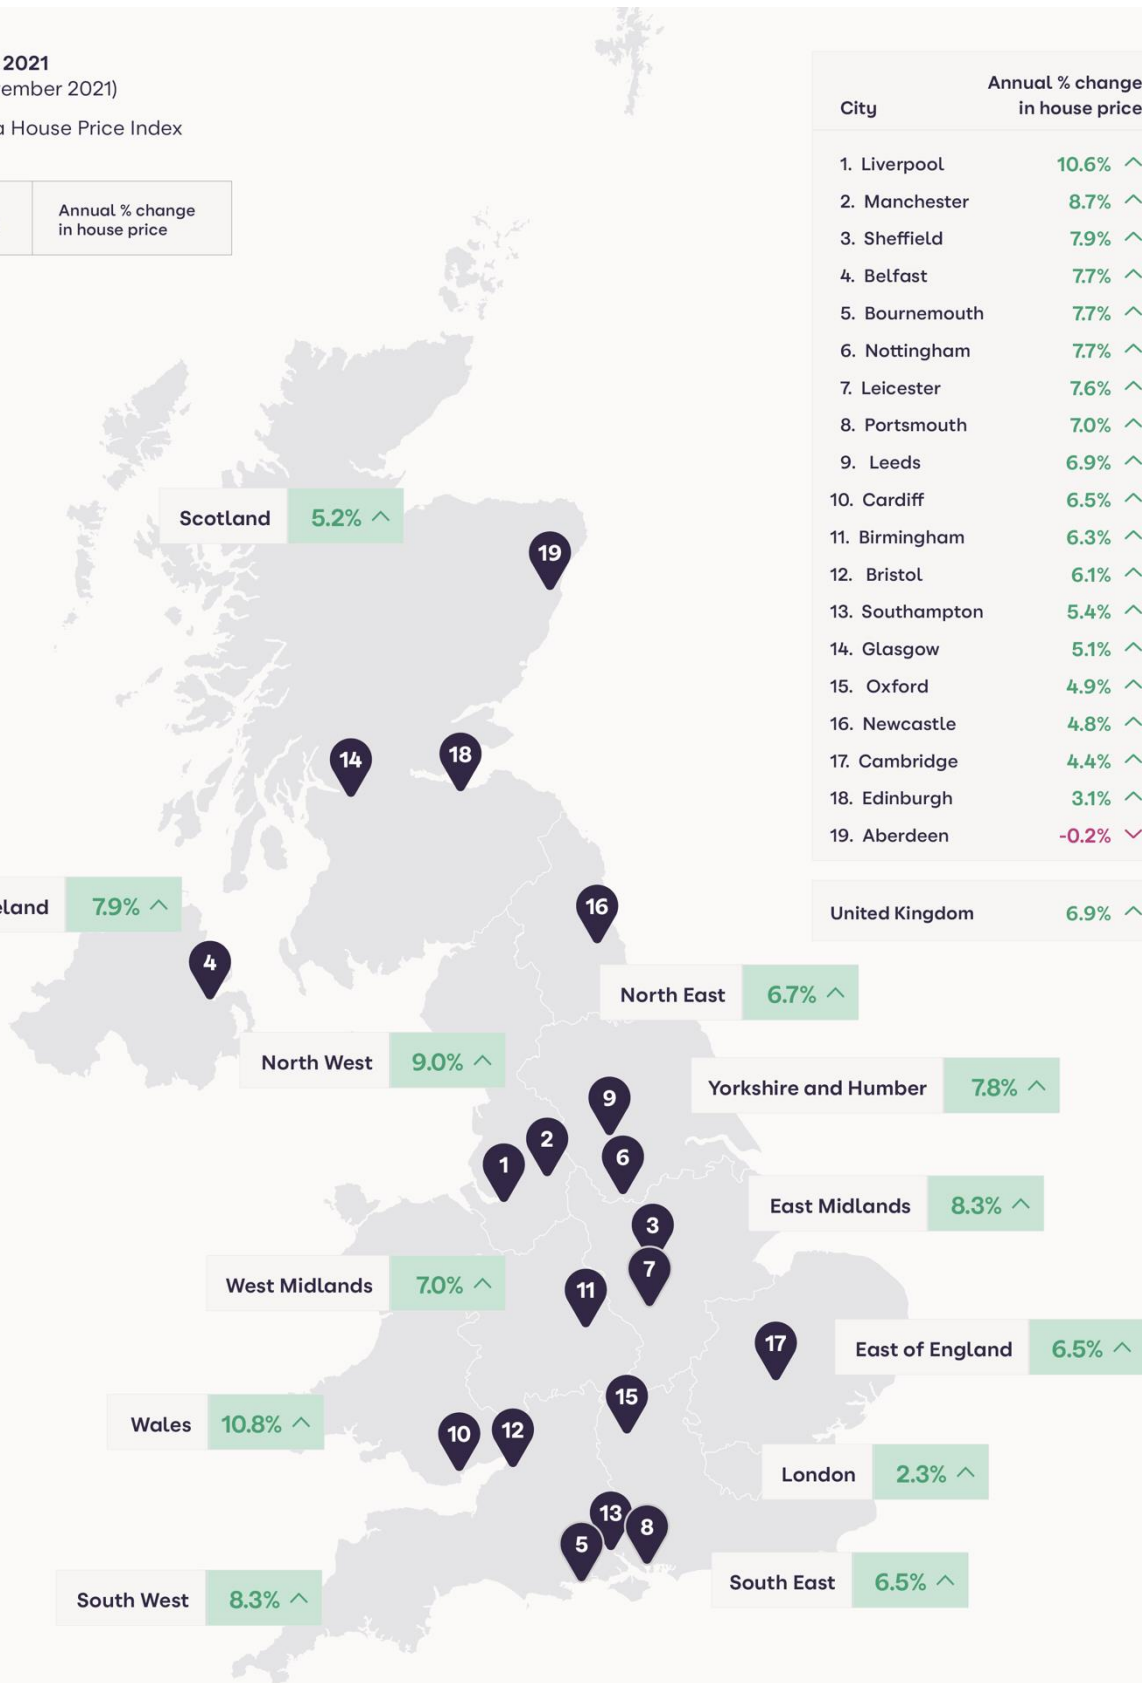 2021
ember 2021)
a House Price Index
Annual % change
in house price
City
Annual % change
in house price
1. Liverpool 10.6%
2. Manchester 8.7%
3. Sheffield 7.9%
4. Belfast 7.7%
5. Bournemouth 7.7%
6. Nottingham 7.7%
7. Leicester 7.6%
8. Portsmouth 7.0%
9. Leeds 6.9%
10. Cardiff 6.5%
11. Birmingham 6.3%
12. Bristol 6.1%
13. Southampton 5.4%
14. Glasgow 5.1%
15. Oxford 4.9%
16. Newcastle 4.8%
17. Cambridge 4.4%
18. Edinburgh 3.1%
19. Aberdeen -0.2%
United Kingdom 6.9%
Scotland 5.2%
19
14
18
eland 7.9%
16
4
North East 6.7%
North West 9.0%
Yorkshire and Humber 7.8%
9
2
6
1
East Midlands 8.3%
3
7
West Midlands 7.0%
11
17
East of England 6.5%
15
Wales 10.8%
10
12
London 2.3%
13
8
5
South East 6.5%
South West 8.3%